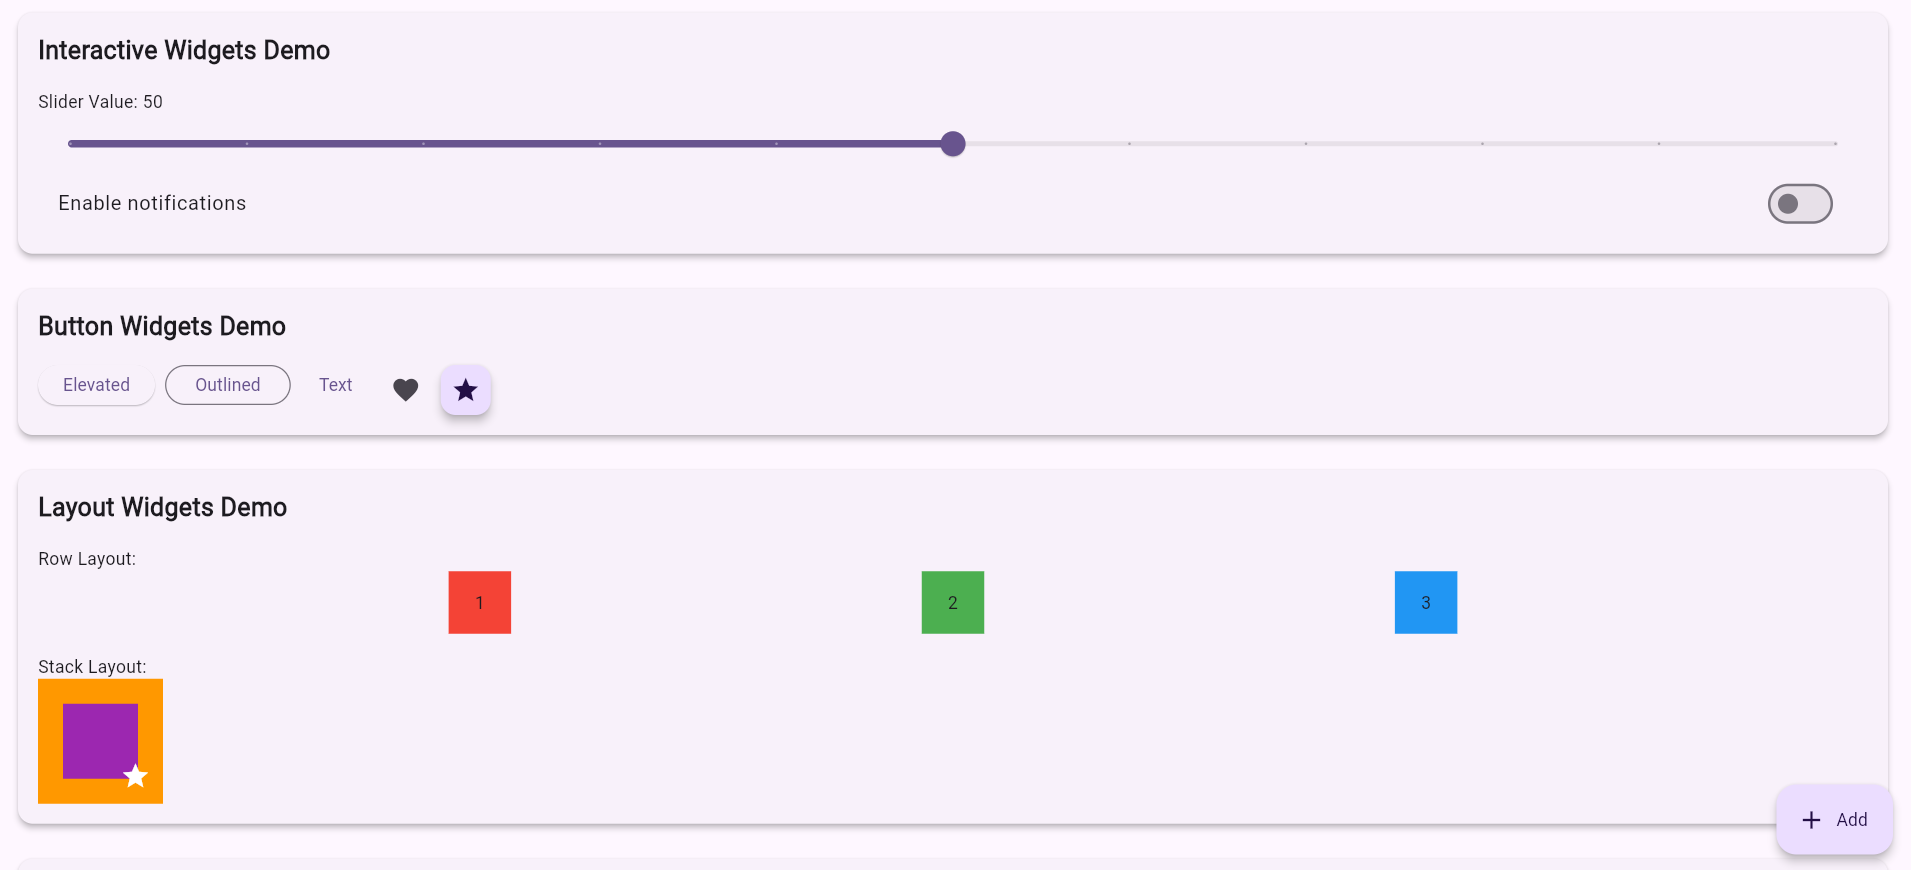 Interactive Widgets Demo
Slider Value: 50
Enable notifications
Button Widgets Demo
Elevated Outlined Text
Layout Widgets Demo
Row Layout:
1 2 3
Stack Layout:
Add